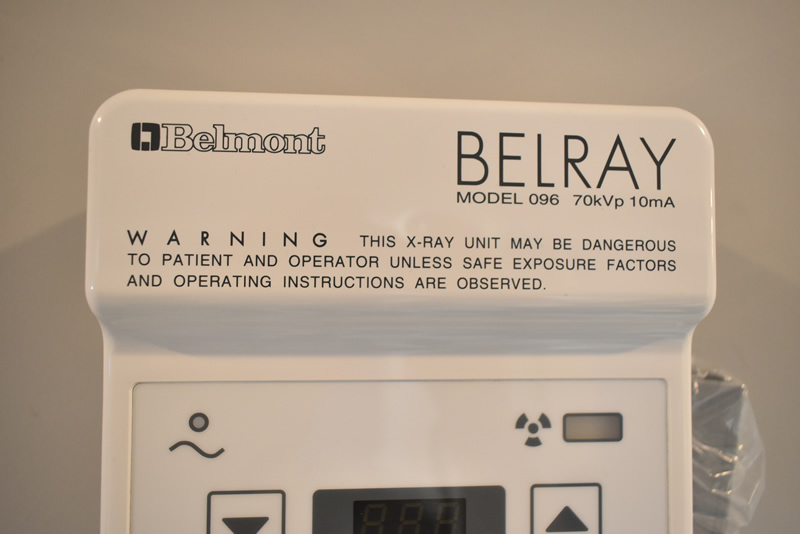 Belmont
BELRAY
MODEL 096 70kVp 10mA
WARNING THIS X-RAY UNIT MAY BE DANGEROUS
TO PATIENT AND OPERATOR UNLESS SAFE EXPOSURE FACTORS
AND OPERATING INSTRUCTIONS ARE OBSERVED.